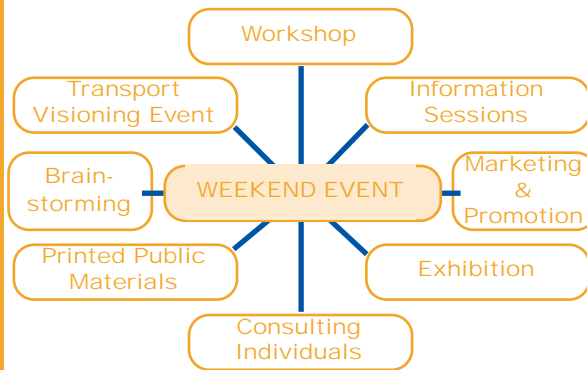 Workshop
Transport
Visioning Event
Information
Sessions
Brain-
storming
WEEKEND EVENT
Marketing
&
Promotion
Printed Public
Materials
Exhibition
Consulting
Individuals